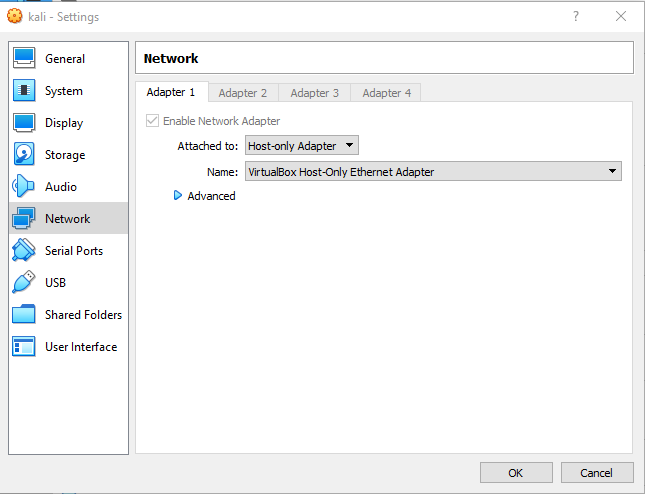 kali - Settings
?
General
System
Display
Storage
Audio
Network
Serial Ports
USB
Shared Folders
User Interface
Network
Adapter 1 Adapter 2 Adapter 3 Adapter 4
Enable Network Adapter
Attached to: Host-only Adapter
Name: VirtualBox Host-Only Ethernet Adapter
Advanced
OK Cancel